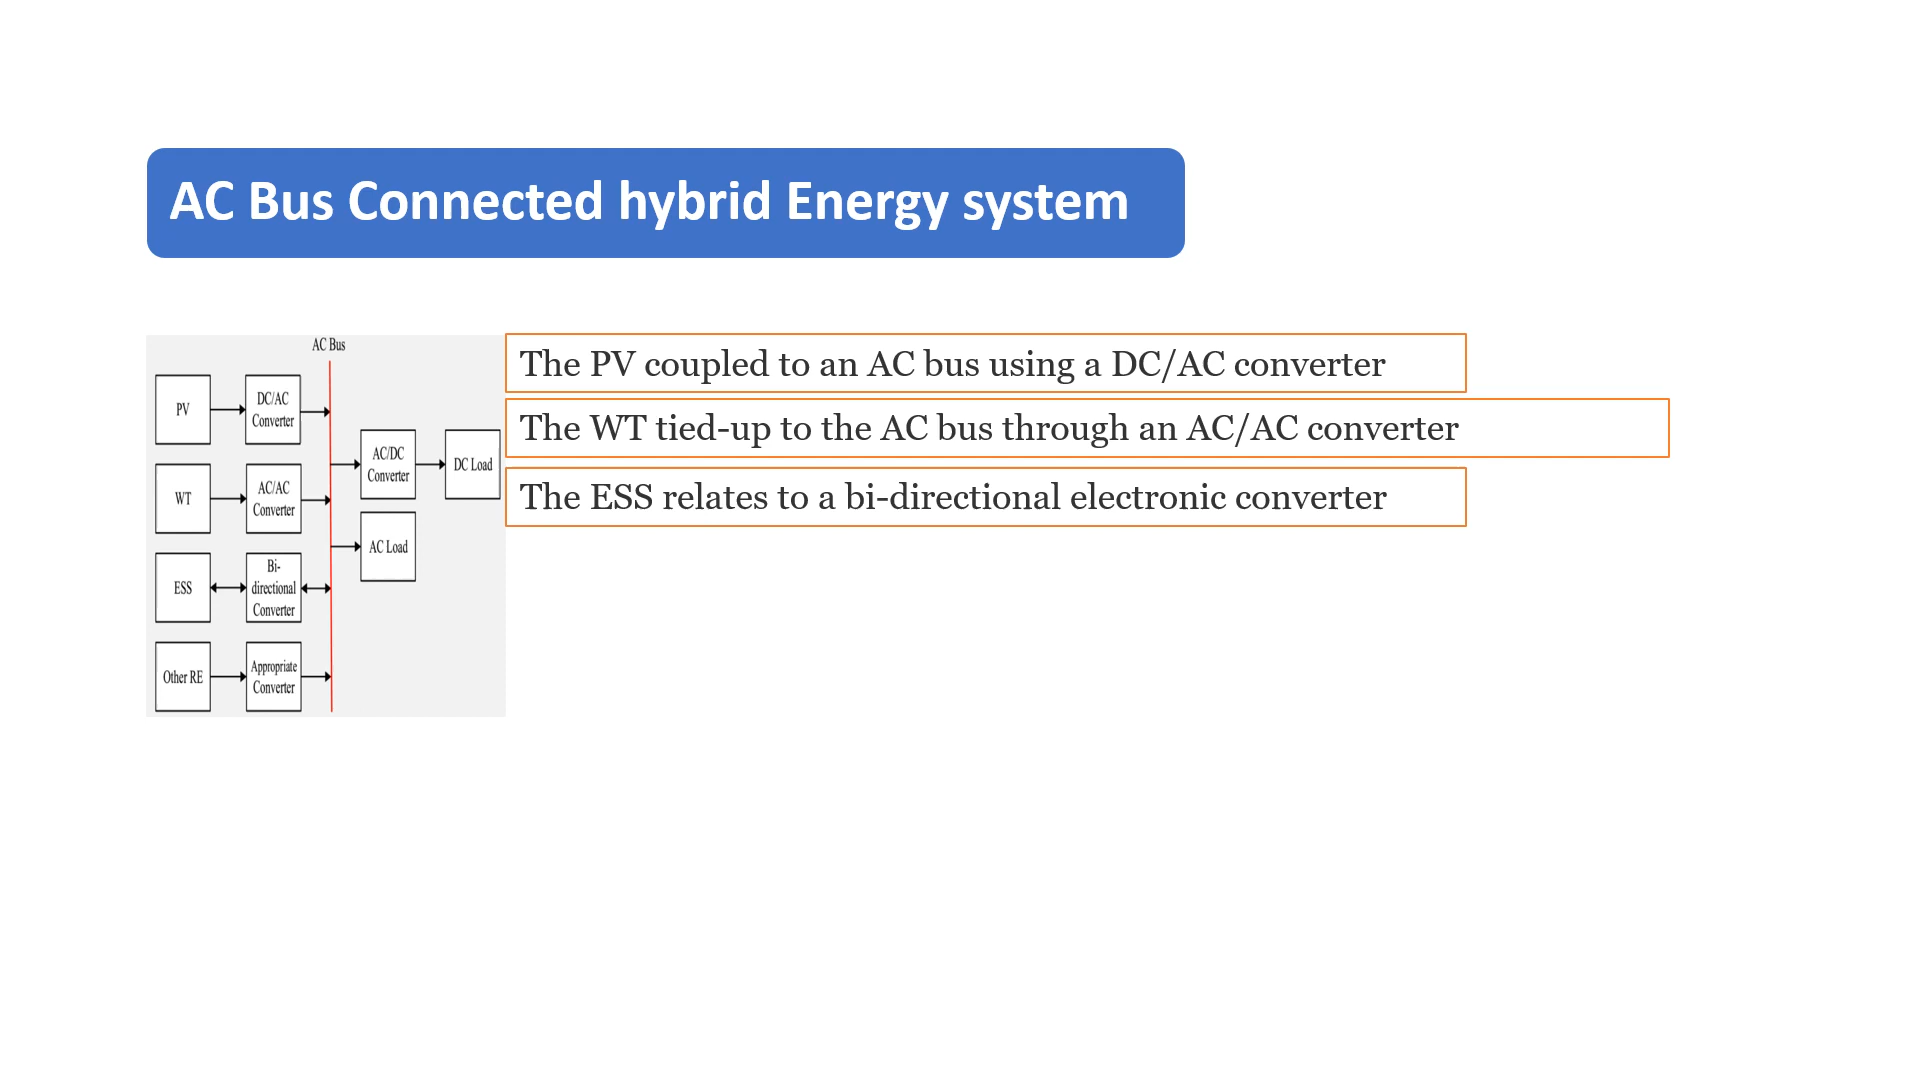 AC Bus Connected hybrid Energy system
AC Bus
PV
DC/AC
Converter
WT
AC/AC
Converter
ESS
Bi-
directional
Converter
Other RE
Appropriate
Converter
AC/DC
Converter
DC Load
AC Load
The PV coupled to an AC bus using a DC/AC converter
The WT tied-up to the AC bus through an AC/AC converter
The ESS relates to a bi-directional electronic converter